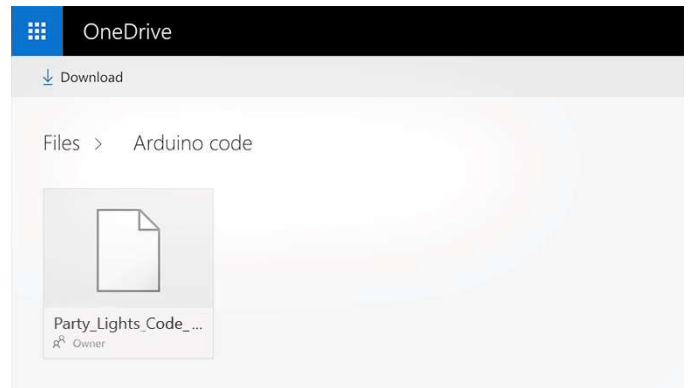 OneDrive
Download
Files > Arduino code
Party_Lights_Code_...
Owner